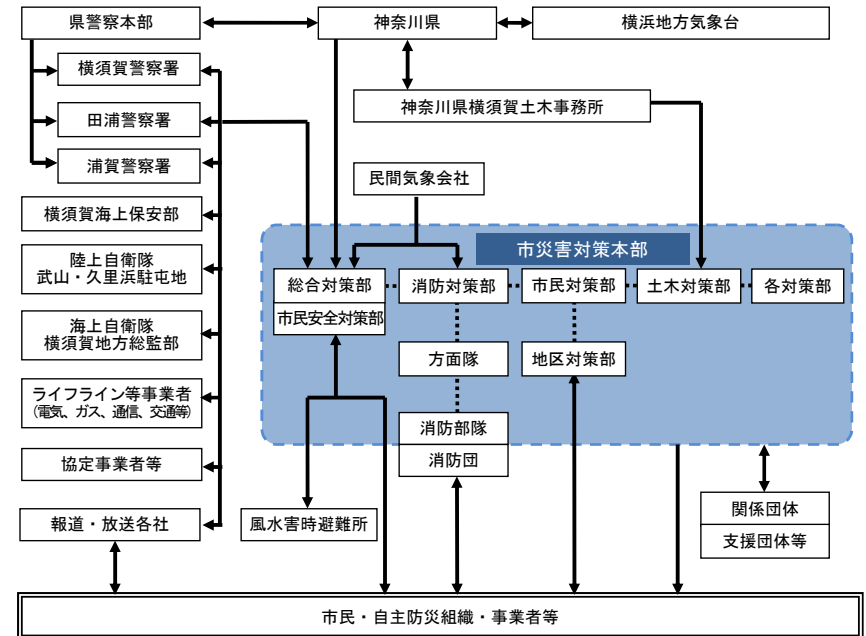 県警察本部
神奈川県
横浜地方気象台
横須賀警察署
神奈川県横須賀土木事務所
田浦警察署
浦賀警察署
民間気象会社
横須賀海上保安部
市災害対策本部
陸上自衛隊
武山・久里浜駐屯地
総合対策部
消防対策部
市民対策部
土木対策部
各対策部
市民安全対策部
海上自衛隊
横須賀地方総監部
方面隊
地区対策部
ライフライン等事業者
(電気、ガス、通信、交通等)
消防部隊
消防団
協定事業者等
報道・放送各社
風水害時避難所
関係団体
支援団体等
市民・自主防災組織・事業者等